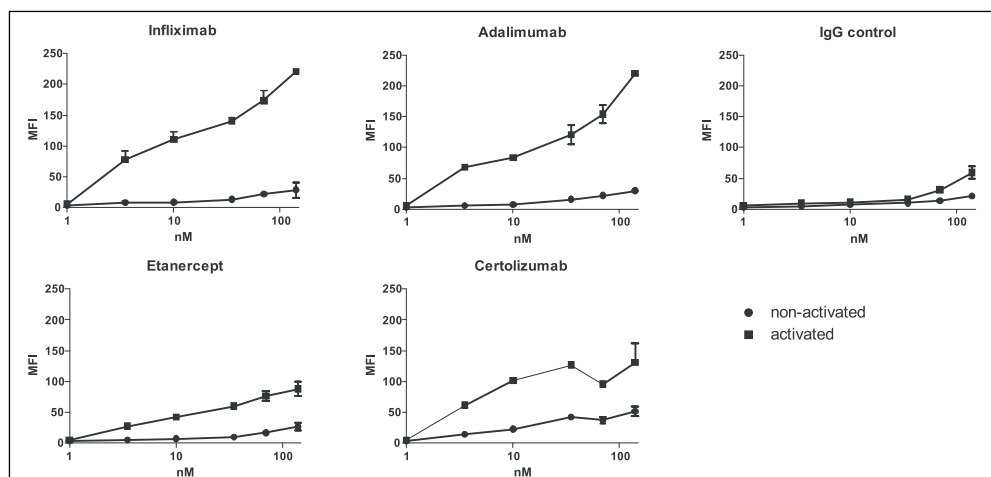 Infliximab
250
200
150
100
50
0
MFI
1 10 100
nM
Adalimumab
250
200
150
100
50
0
MFI
1 10 100
nM
IgG control
250
200
150
100
50
0
MFI
1 10 100
nM
Etanercept
250
200
150
100
50
0
MFI
1 10 100
nM
Certolizumab
250
200
150
100
50
0
MFI
1 10 100
nM
non-activated
activated